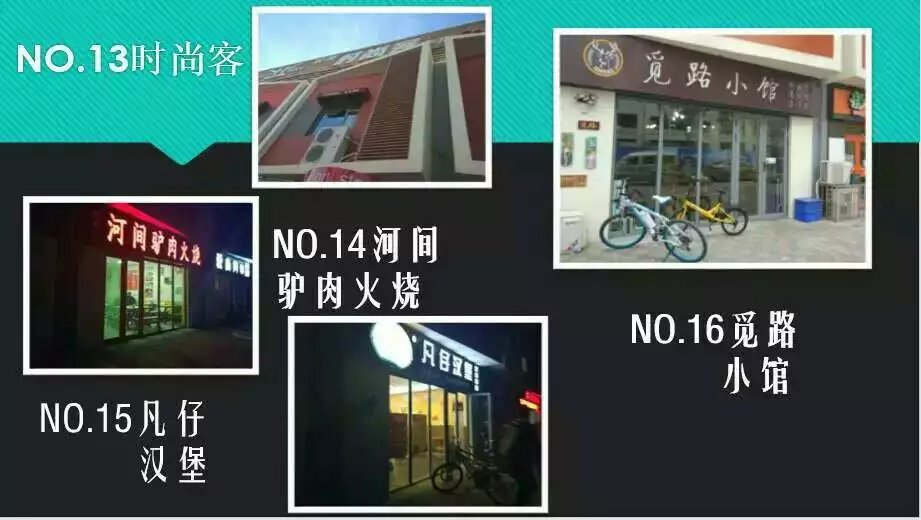 NO.13时尚客
觅路小馆
河间驴肉火烧
NO.14河间
驴肉火烧
凡仔汉堡
NO.16觅路
小馆
NO.15凡仔
汉堡